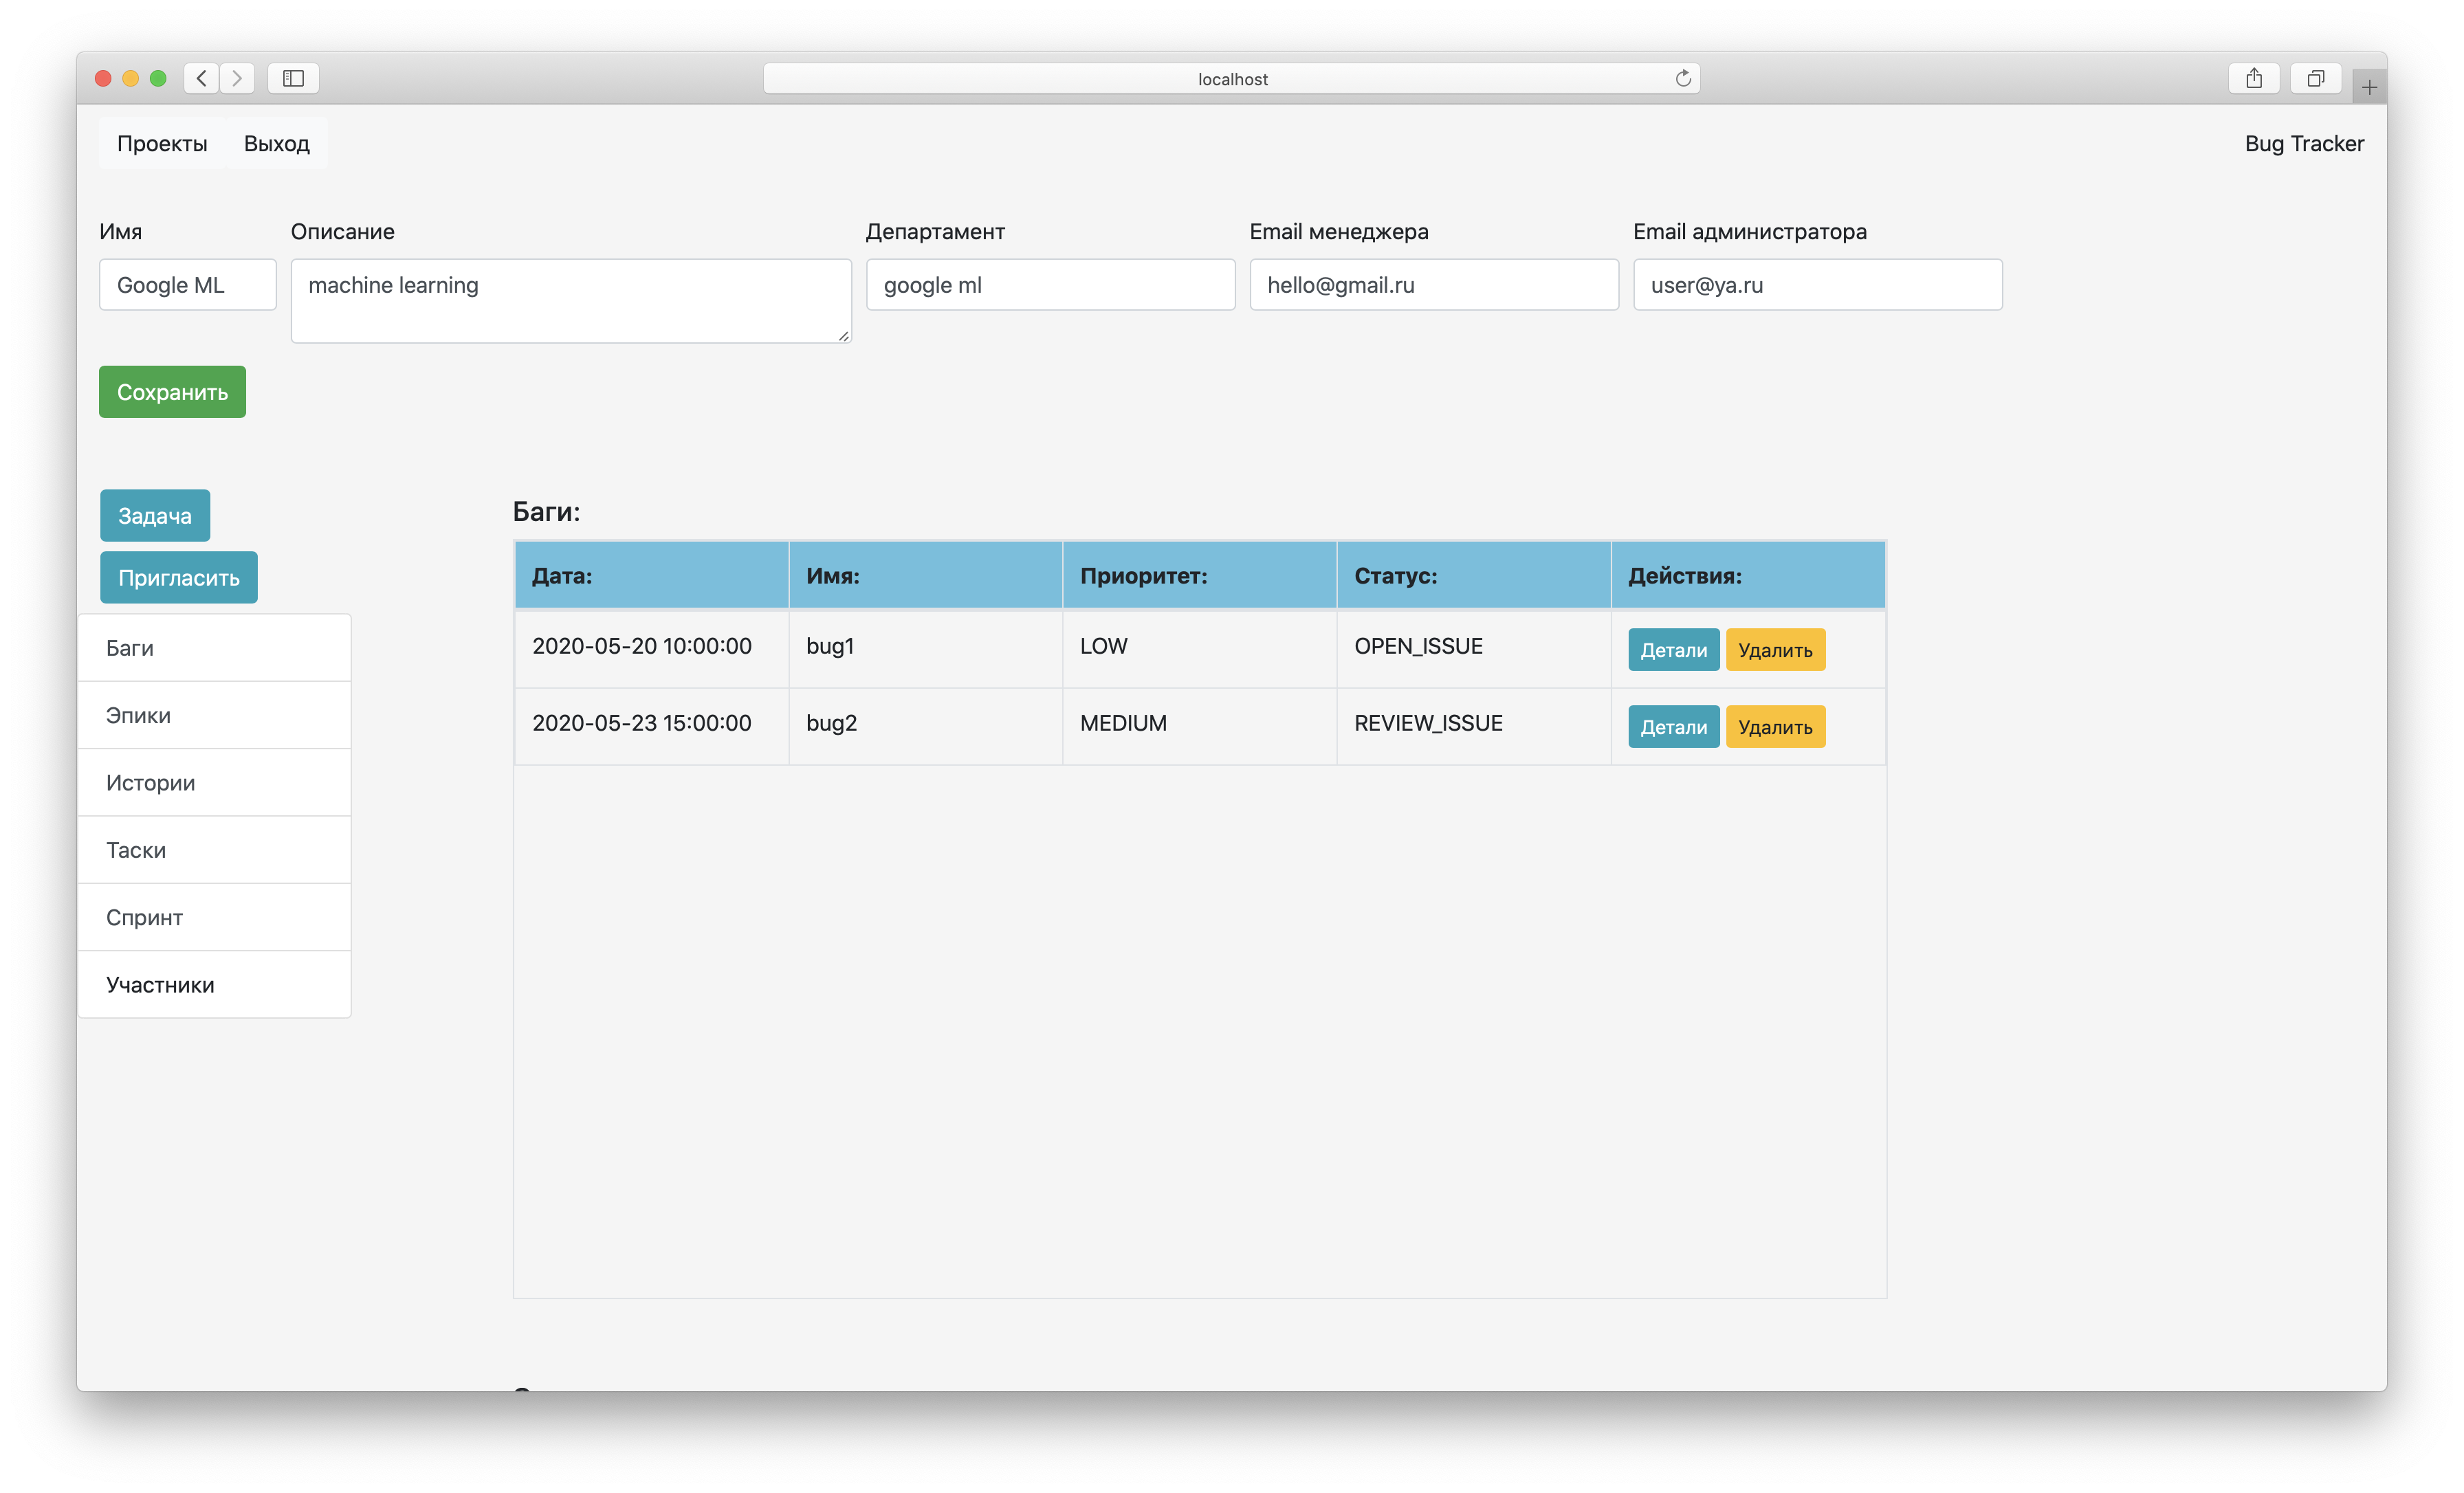 localhost
Проекты Выход Bug Tracker
Имя Описание Департамент Email менеджера Email администратора
Google ML machine learning google ml hello@gmail.ru user@ya.ru
Сохранить
Задача
Пригласить
Баги
Эпики
Истории
Таски
Спринт
Участники
Баги:
Дата: Имя: Приоритет: Статус: Действия:
2020-05-20 10:00:00 bug1 LOW OPEN_ISSUE Детали Удалить
2020-05-23 15:00:00 bug2 MEDIUM REVIEW_ISSUE Детали Удалить